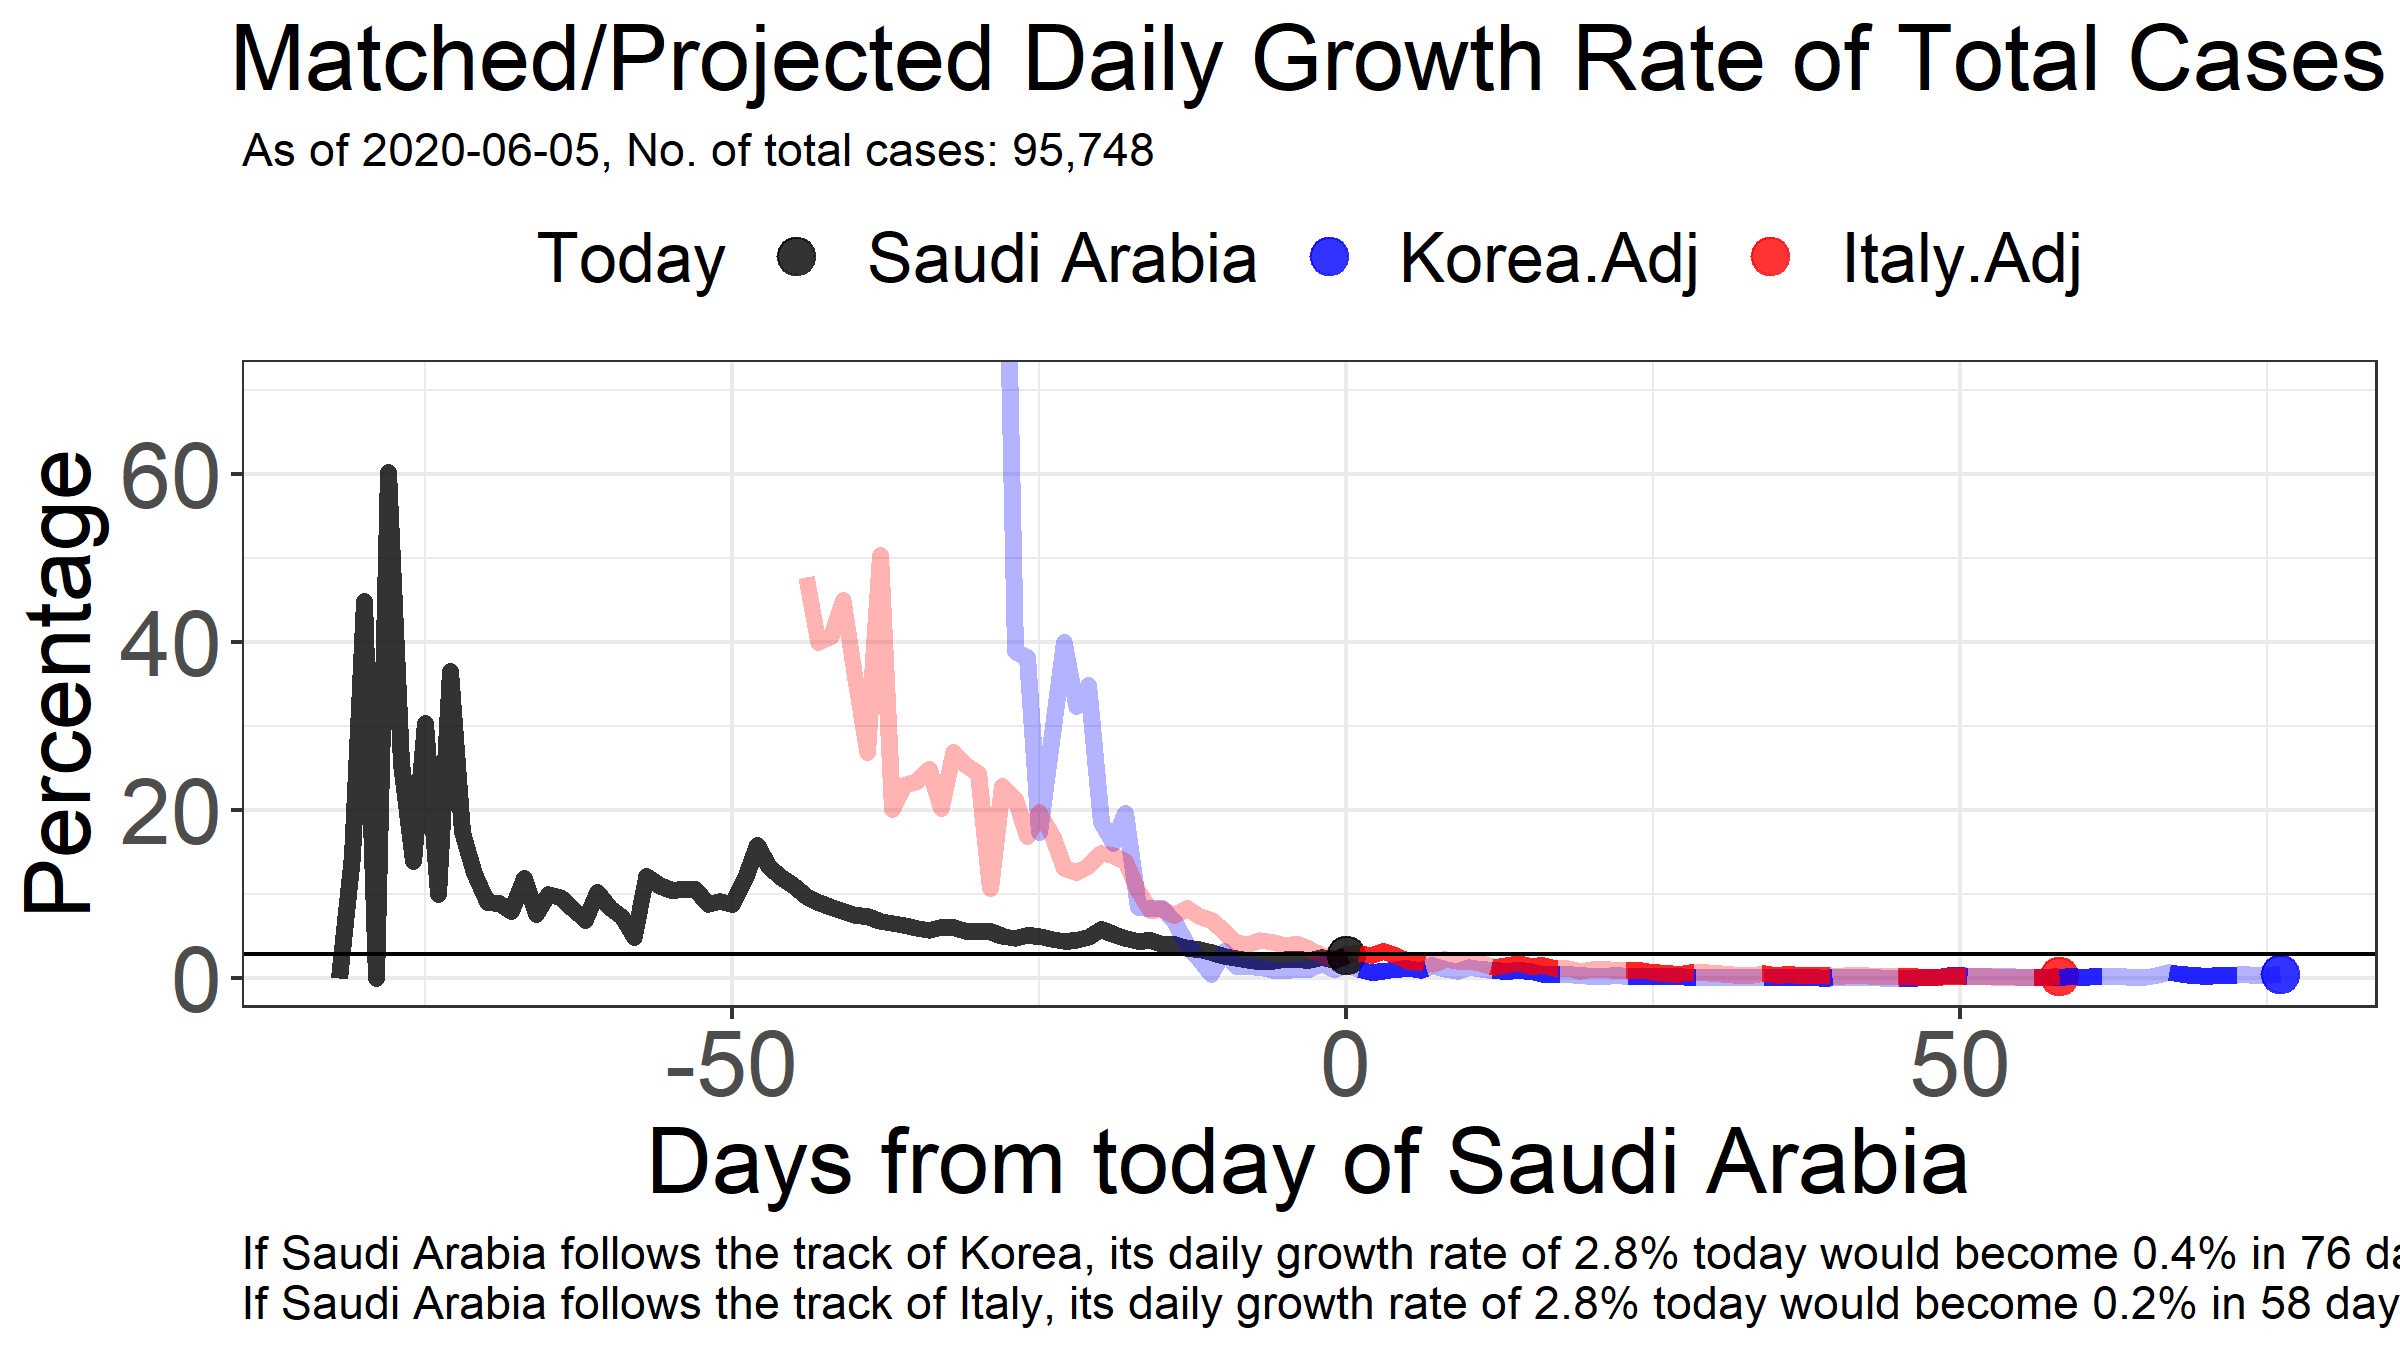 Matched/Projected Daily Growth Rate of Total Cases
As of 2020-06-05, No. of total cases: 95,748
Today Saudi Arabia Korea.Adj Italy.Adj
Percentage
60
40
20
0
-50 0 50
Days from today of Saudi Arabia
If Saudi Arabia follows the track of Korea, its daily growth rate of 2.8% today would become 0.4% in 76 da
If Saudi Arabia follows the track of Italy, its daily growth rate of 2.8% today would become 0.2% in 58 day